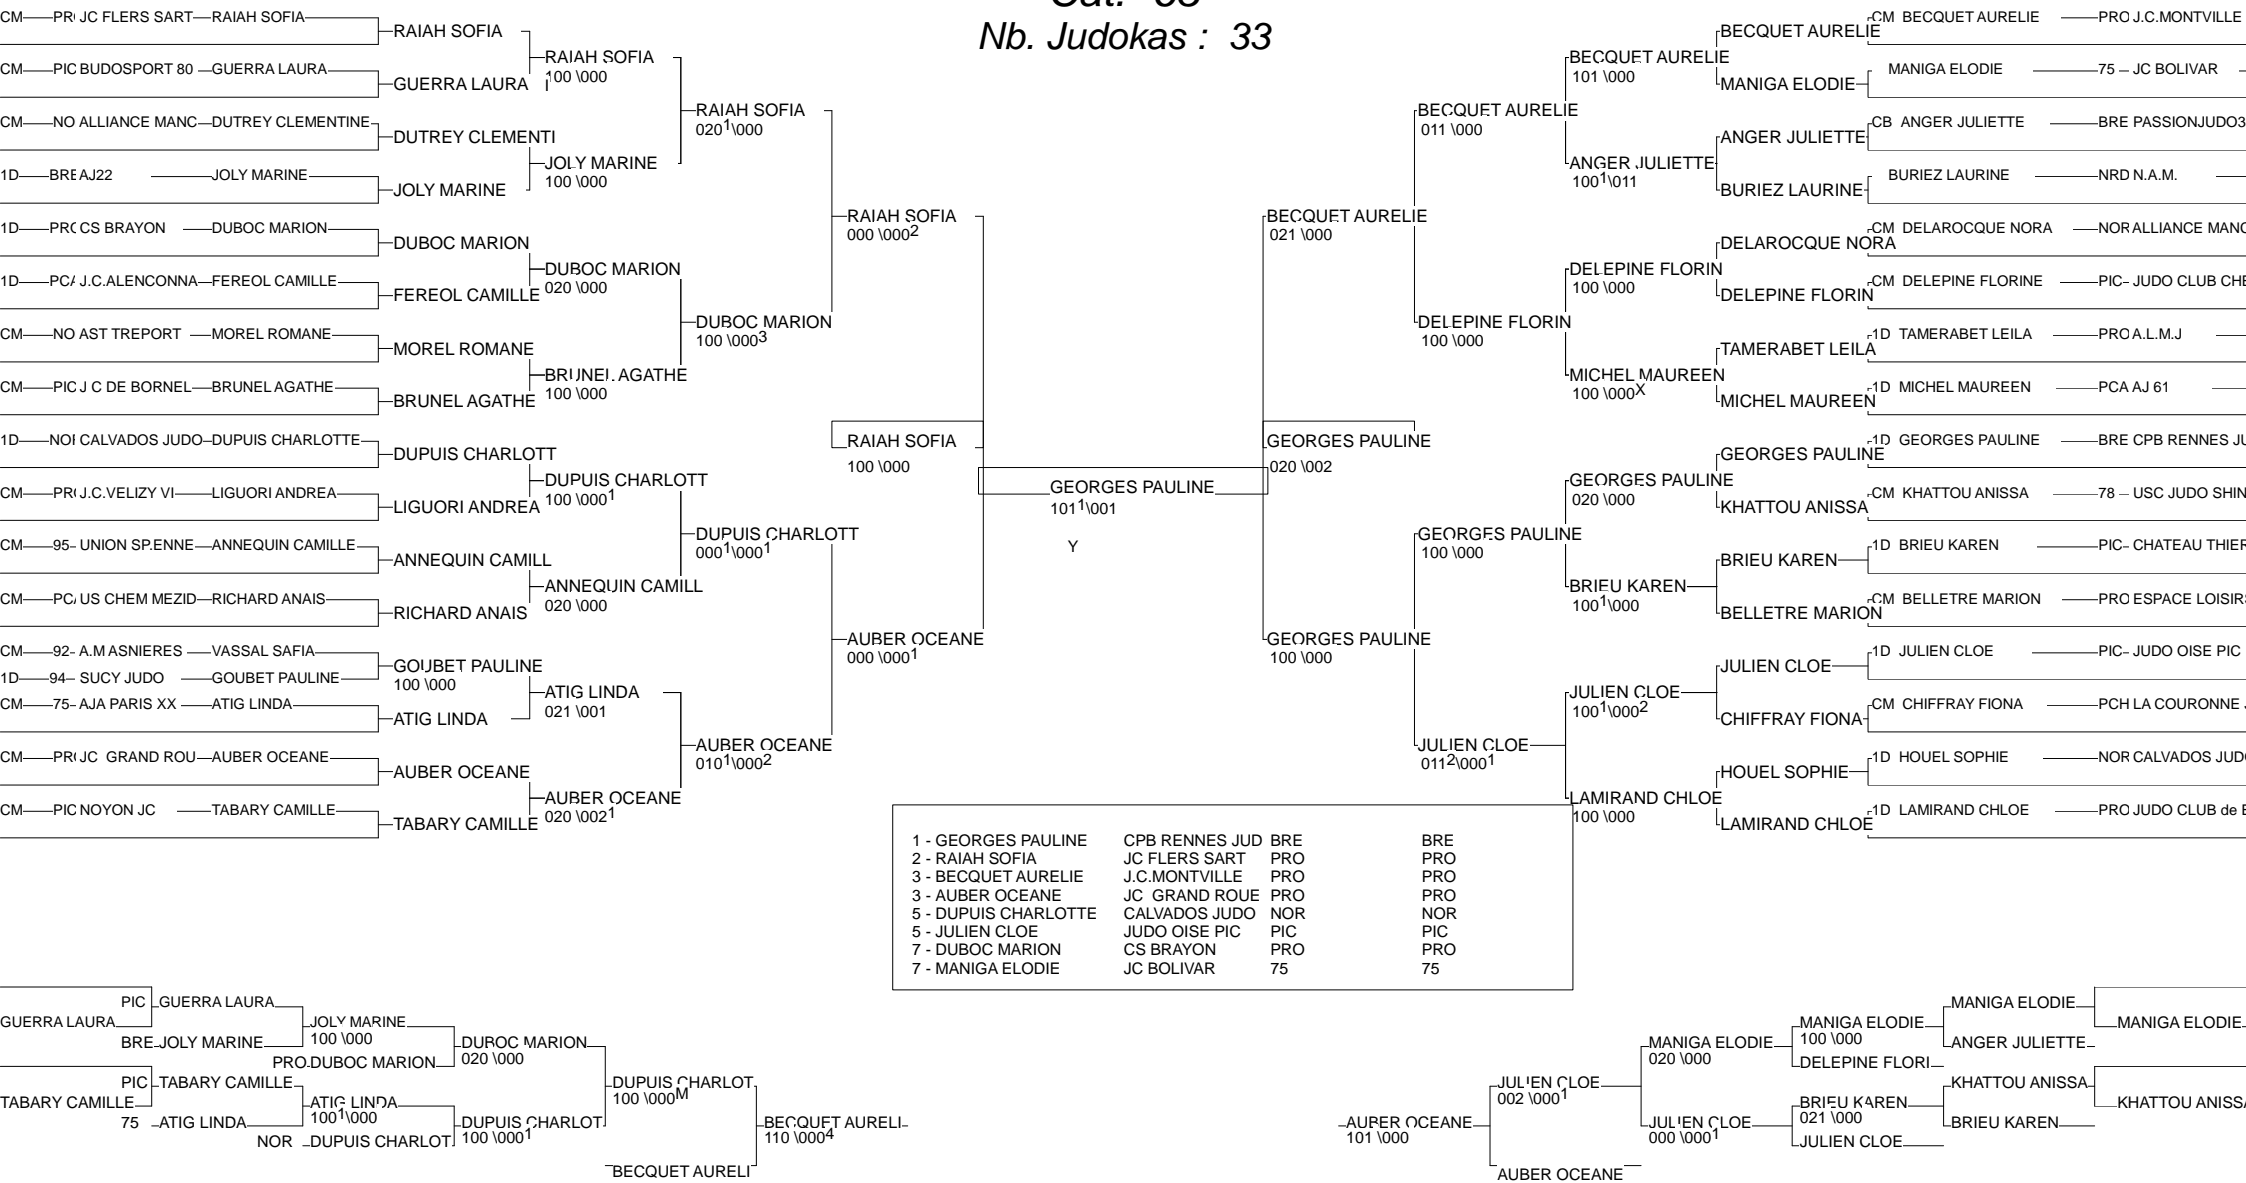 Nb. Judokas : 33
CM PR JC FLERS SART RAIAH SOFIA
CM PIC BUDOSPORT 80 GUERRA LAURA
CM NO ALLIANCE MANC DUTREY CLEMENTINE
1D BRE AJ22 JOLY MARINE
1D PRO CS BRAYON DUBOC MARION
1D PCA J.C.ALENCONNA FEREOL CAMILLE
CM NO AST TREPORT MOREL ROMANE
CM PIC J C DE BORNEL BRUNEL AGATHE
1D NOR CALVADOS JUDO DUPUIS CHARLOTTE
CM PR J.C.VELIZY VI LIGUORI ANDREA
CM 95 UNION SP.ENNE ANNEQUIN CAMILLE
CM PC US CHEM MEZID RICHARD ANAIS
CM 92 A.M ASNIERES VASSAL SAFIA
1D 94 SUCY JUDO GOUBET PAULINE
CM 75 AJA PARIS XX ATIG LINDA
CM PR JC GRAND ROU AUBER OCEANE
CM PIC NOYON JC TABARY CAMILLE
RAIAH SOFIA
GUERRA LAURA
DUTREY CLEMENTI
JOLY MARINE
DUBOC MARION
FEREOL CAMILLE
MOREL ROMANE
BRUNEL AGATHE
DUPUIS CHARLOTT
LIGUORI ANDREA
ANNEQUIN CAMILL
RICHARD ANAIS
GOUBET PAULINE
100 \000
ATIG LINDA
AUBER OCEANE
TABARY CAMILLE
RAIAH SOFIA
100 \000
JOLY MARINE
100 \000
DUBOC MARION
020 \000
BRUNEL AGATHE
100 \000
DUPUIS CHARLOTT
100 \000¹
ANNEQUIN CAMILL
020 \000
ATIG LINDA
021 \001
AUBER OCEANE
020 \002¹
RAIAH SOFIA
020¹\000
DUBOC MARION
100 \000³
DUPUIS CHARLOTT
000¹\000¹
AUBER OCEANE
010¹\000²
RAIAH SOFIA
000 \000²
AUBER OCEANE
000 \000¹
RAIAH SOFIA
100 \000
GEORGES PAULINE
101¹\001
Y
GEORGES PAULINE
020 \002
BECQUET AURELIE
021 \000
GEORGES PAULINE
100 \000
BECQUET AURELIE
011 \000
DELEPINE FLORIN
100 \000
GEORGES PAULINE
100 \000
JULIEN CLOE
011²\000¹
BECQUET AURELIE
101 \000
ANGER JULIETTE
100¹\011
DELEPINE FLORIN
100 \000
MICHEL MAUREEN
100 \000X
GEORGES PAULINE
020 \000
BRIEU KAREN
100¹\000
JULIEN CLOE
100¹\000²
LAMIRAND CHLOE
100 \000
BECQUET AURELIE
MANIGA ELODIE
ANGER JULIETTE
BURIEZ LAURINE
DELAROCQUE NORA
DELEPINE FLORIN
TAMERABET LEILA
MICHEL MAUREEN
GEORGES PAULINE
KHATTOU ANISSA
BRIEU KAREN
BELLETRE MARION
JULIEN CLOE
CHIFFRAY FIONA
HOUEL SOPHIE
LAMIRAND CHLOE
CM BECQUET AURELIE PRO J.C.MONTVILLE
MANIGA ELODIE 75 JC BOLIVAR
CB ANGER JULIETTE BRE PASSIONJUDO3
BURIEZ LAURINE NRD N.A.M.
CM DELAROCQUE NORA NOR ALLIANCE MANC
CM DELEPINE FLORINE PIC JUDO CLUB CHE
1D TAMERABET LEILA PRO A.L.M.J
1D MICHEL MAUREEN PCA AJ 61
1D GEORGES PAULINE BRE CPB RENNES JU
CM KHATTOU ANISSA 78 USC JUDO SHIN
1D BRIEU KAREN PIC CHATEAU THIER
CM BELLETRE MARION PRO ESPACE LOISIRS
1D JULIEN CLOE PIC JUDO OISE PIC
CM CHIFFRAY FIONA PCH LA COURONNE
1D HOUEL SOPHIE NOR CALVADOS JUDO
1D LAMIRAND CHLOE PRO JUDO CLUB de
1 - GEORGES PAULINE CPB RENNES JUD BRE BRE
2 - RAIAH SOFIA JC FLERS SART PRO PRO
3 - BECQUET AURELIE J.C.MONTVILLE PRO PRO
3 - AUBER OCEANE JC GRAND ROUE PRO PRO
5 - DUPUIS CHARLOTTE CALVADOS JUDO NOR NOR
5 - JULIEN CLOE JUDO OISE PIC PIC PIC
7 - DUBOC MARION CS BRAYON PRO PRO
7 - MANIGA ELODIE JC BOLIVAR 75 75
GUERRA LAURA
TABARY CAMILLE
PIC GUERRA LAURA
BRE JOLY MARINE
PIC TABARY CAMILLE
75 ATIG LINDA
JOLY MARINE
100 \000
PRO DUBOC MARION
ATIG LINDA
100¹\000
NOR DUPUIS CHARLOT
DUBOC MARION
020 \000
DUPUIS CHARLOT
100 \000¹
DUPUIS CHARLOT
100 \000M
BECQUET AURELI
BECQUET AURELI
110 \000⁴
AUBER OCEANE
101 \000
JULIEN CLOE
002 \000¹
AUBER OCEANE
MANIGA ELODIE
020 \000
JULIEN CLOE
000 \000¹
MANIGA ELODIE
100 \000
DELEPINE FLORI
BRIEU KAREN
021 \000
JULIEN CLOE
MANIGA ELODIE
ANGER JULIETTE
KHATTOU ANISSA
BRIEU KAREN
MANIGA ELODIE
KHATTOU ANISSA